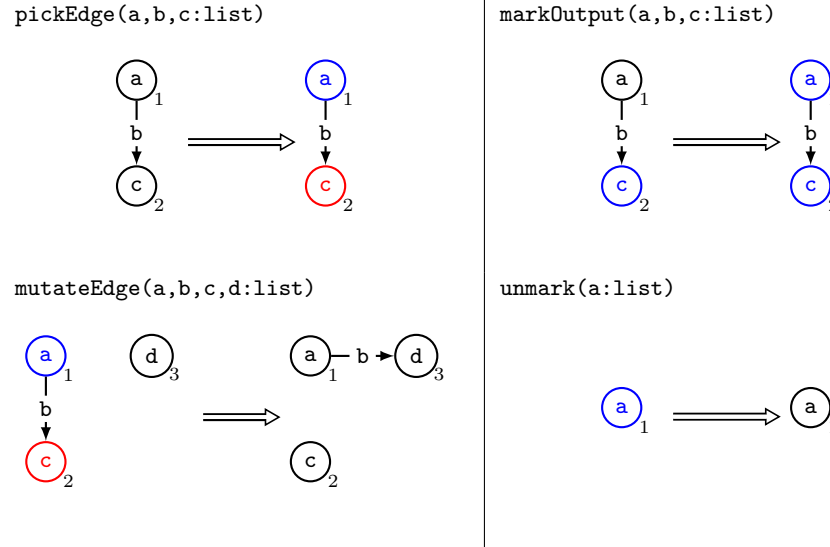 pickEdge(a,b,c:list)
a
1
b
c
2
a
1
b
c
2
markOutput(a,b,c:list)
a
1
b
c
2
a
b
c
mutateEdge(a,b,c,d:list)
a
1
d
3
b
c
2
a
1
b
d
3
c
2
unmark(a:list)
a
1
a